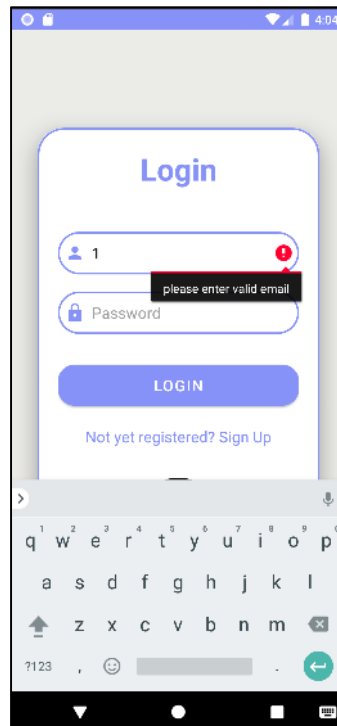 4:04
Login
1
please enter valid email
Password
LOGIN
Not yet registered? Sign Up
1 2 3 4 5 6 7 8 9
q w e r t y u i o p
a s d f g h j k l
z x c v b n m
?123 , .